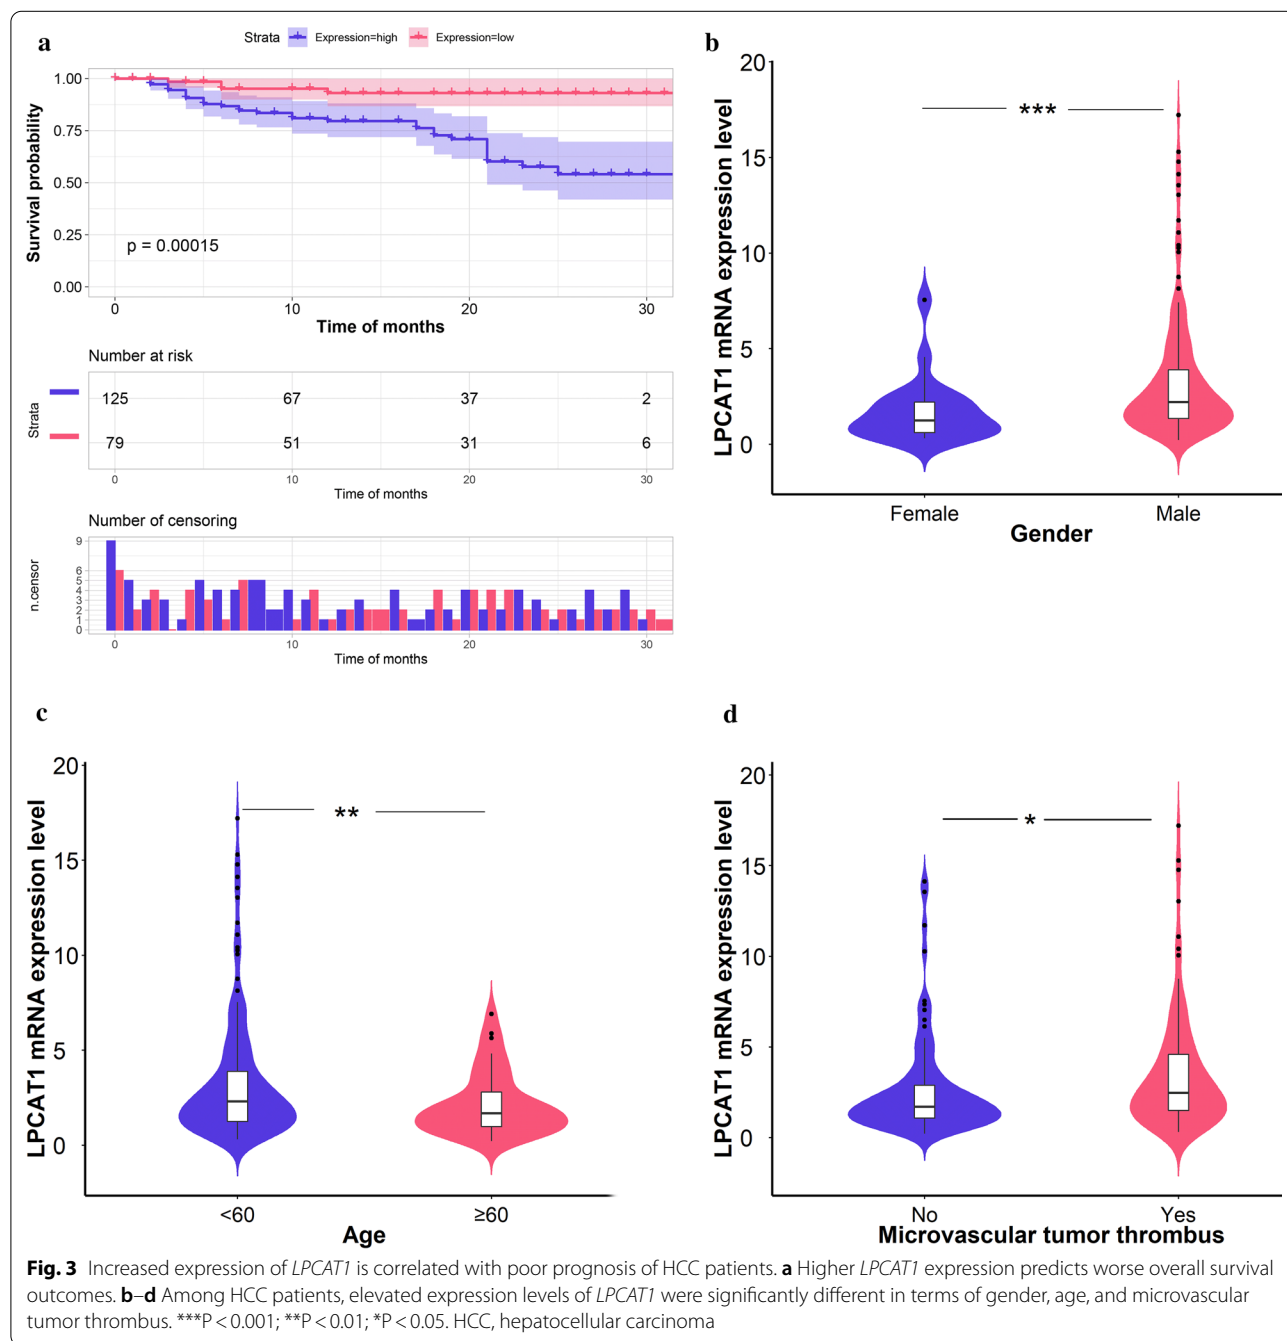 a
Strata Expression=high Expression=low
Survival probability
1.00
0.75
0.50
0.25
0.00
p = 0.00015
0 10 20 30
Time of months
Number at risk
Strata
125 67 37 2
79 51 31 6
0 10 20 30
Time of months
Number of censoring
n.censor
9
6
5
4
3
2
1
0
0 10 20 30
Time of months
b
LPCAT1 mRNA expression level
20
15
10
5
0
***
Female Male
Gender
c
LPCAT1 mRNA expression level
20
15
10
5
0
**
<60 ≥60
Age
d
LPCAT1 mRNA expression level
20
15
10
5
0
*
No Yes
Microvascular tumor thrombus
Fig. 3 Increased expression of LPCAT1 is correlated with poor prognosis of HCC patients. a Higher LPCAT1 expression predicts worse overall survival
outcomes. b–d Among HCC patients, elevated expression levels of LPCAT1 were significantly different in terms of gender, age, and microvascular
tumor thrombus. ***P < 0.001; **P < 0.01; *P < 0.05. HCC, hepatocellular carcinoma